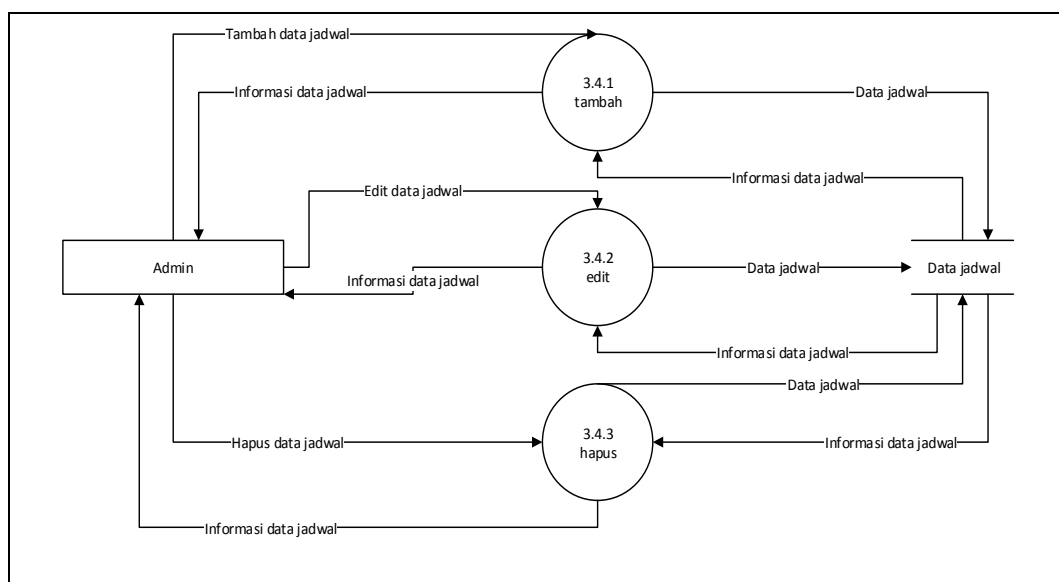 Tambah data jadwal
3.4.1
tambah
Informasi data jadwal
Data jadwal
Informasi data jadwal
Edit data jadwal
Admin
3.4.2
edit
Informasi data jadwal
Data jadwal
Data jadwal
Informasi data jadwal
Data jadwal
3.4.3
hapus
Hapus data jadwal
Informasi data jadwal
Informasi data jadwal